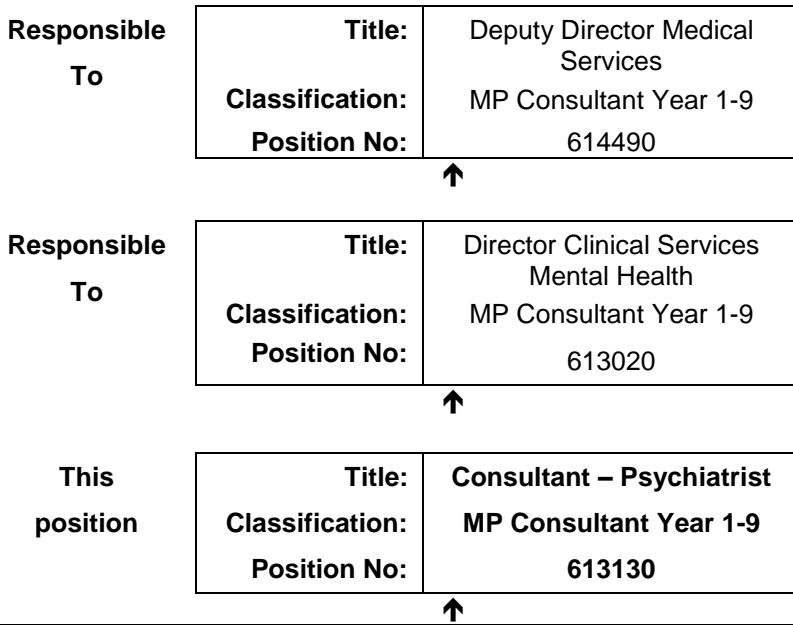 Responsible
To
Title: Deputy Director Medical
Services
Classification: MP Consultant Year 1-9
Position No: 614490
Responsible
To
Title: Director Clinical Services
Mental Health
Classification: MP Consultant Year 1-9
Position No: 613020
This
position
Title: Consultant – Psychiatrist
Classification: MP Consultant Year 1-9
Position No: 613130